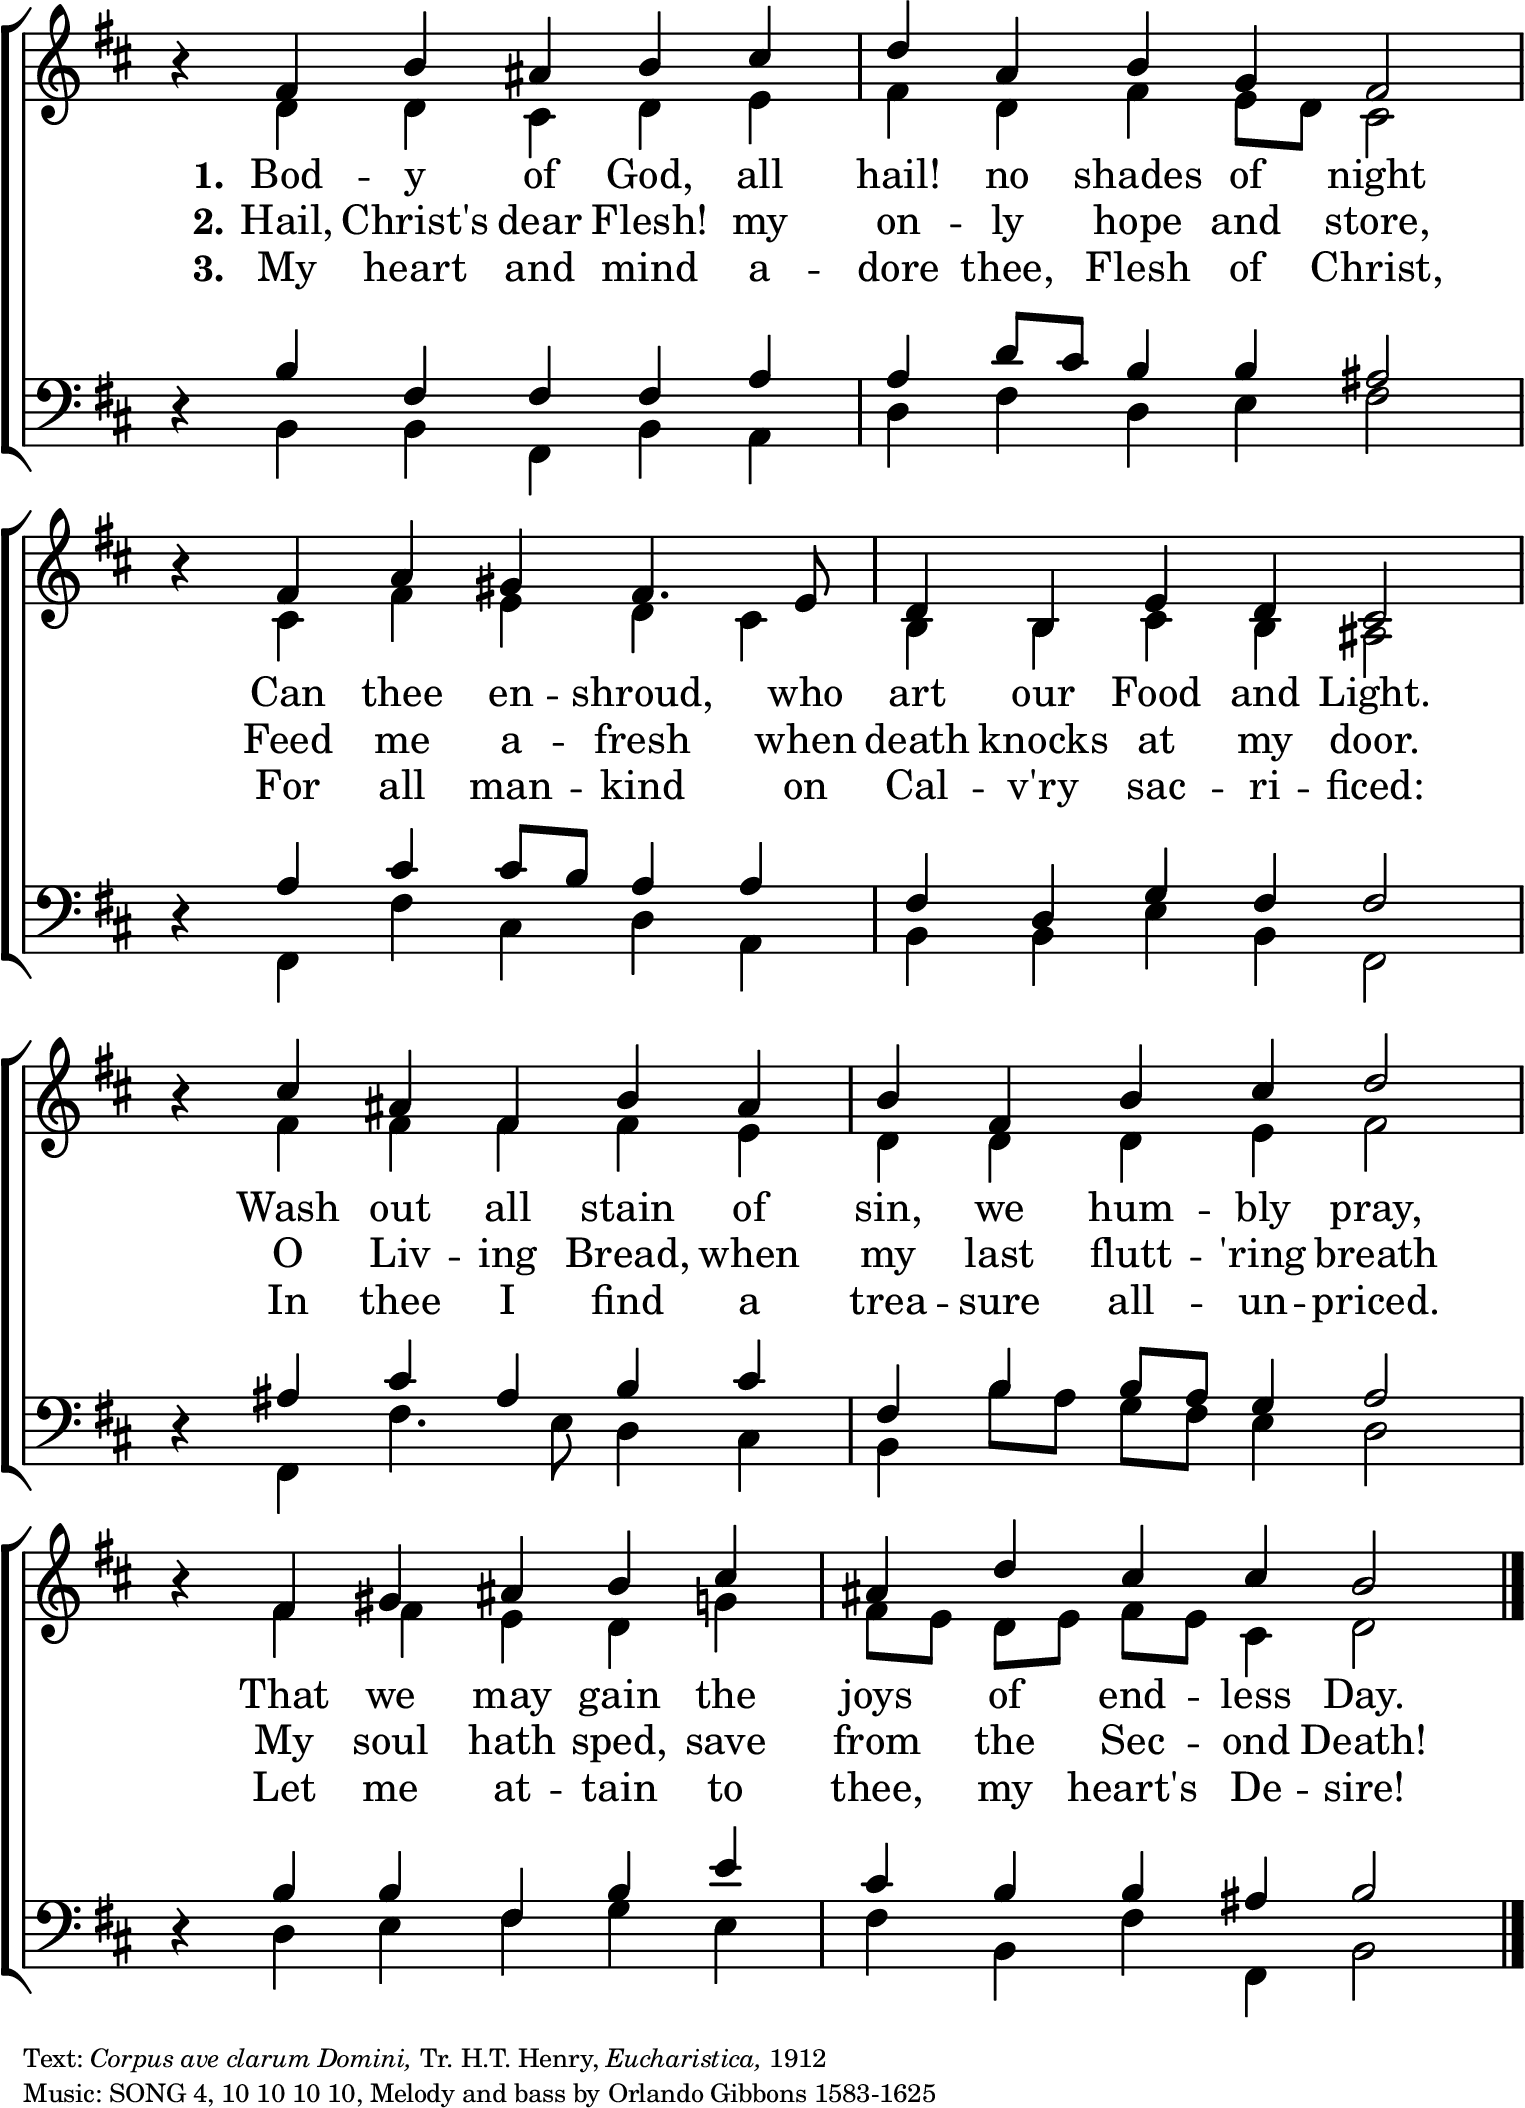 1. Bod -- y of God, all hail! no shades of night
2. Hail, Christ's dear Flesh! my on -- ly hope and store,
3. My heart and mind a -- dore thee, Flesh of Christ,
Can thee en -- shroud, who art our Food and Light.
Feed me a -- fresh when death knocks at my door.
For all man -- kind on Cal -- v'ry sac -- ri -- ficed:
Wash out all stain of sin, we hum -- bly pray,
O Liv -- ing Bread, when my last flutt -- 'ring breath
In thee I find a trea -- sure all -- un -- priced.
That we may gain the joys of end -- less Day.
My soul hath sped, save from the Sec -- ond Death!
Let me at -- tain to thee, my heart's De -- sire!
Text: Corpus ave clarum Domini, Tr. H.T. Henry, Eucharistica, 1912
Music: SONG 4, 10 10 10 10, Melody and bass by Orlando Gibbons 1583-1625